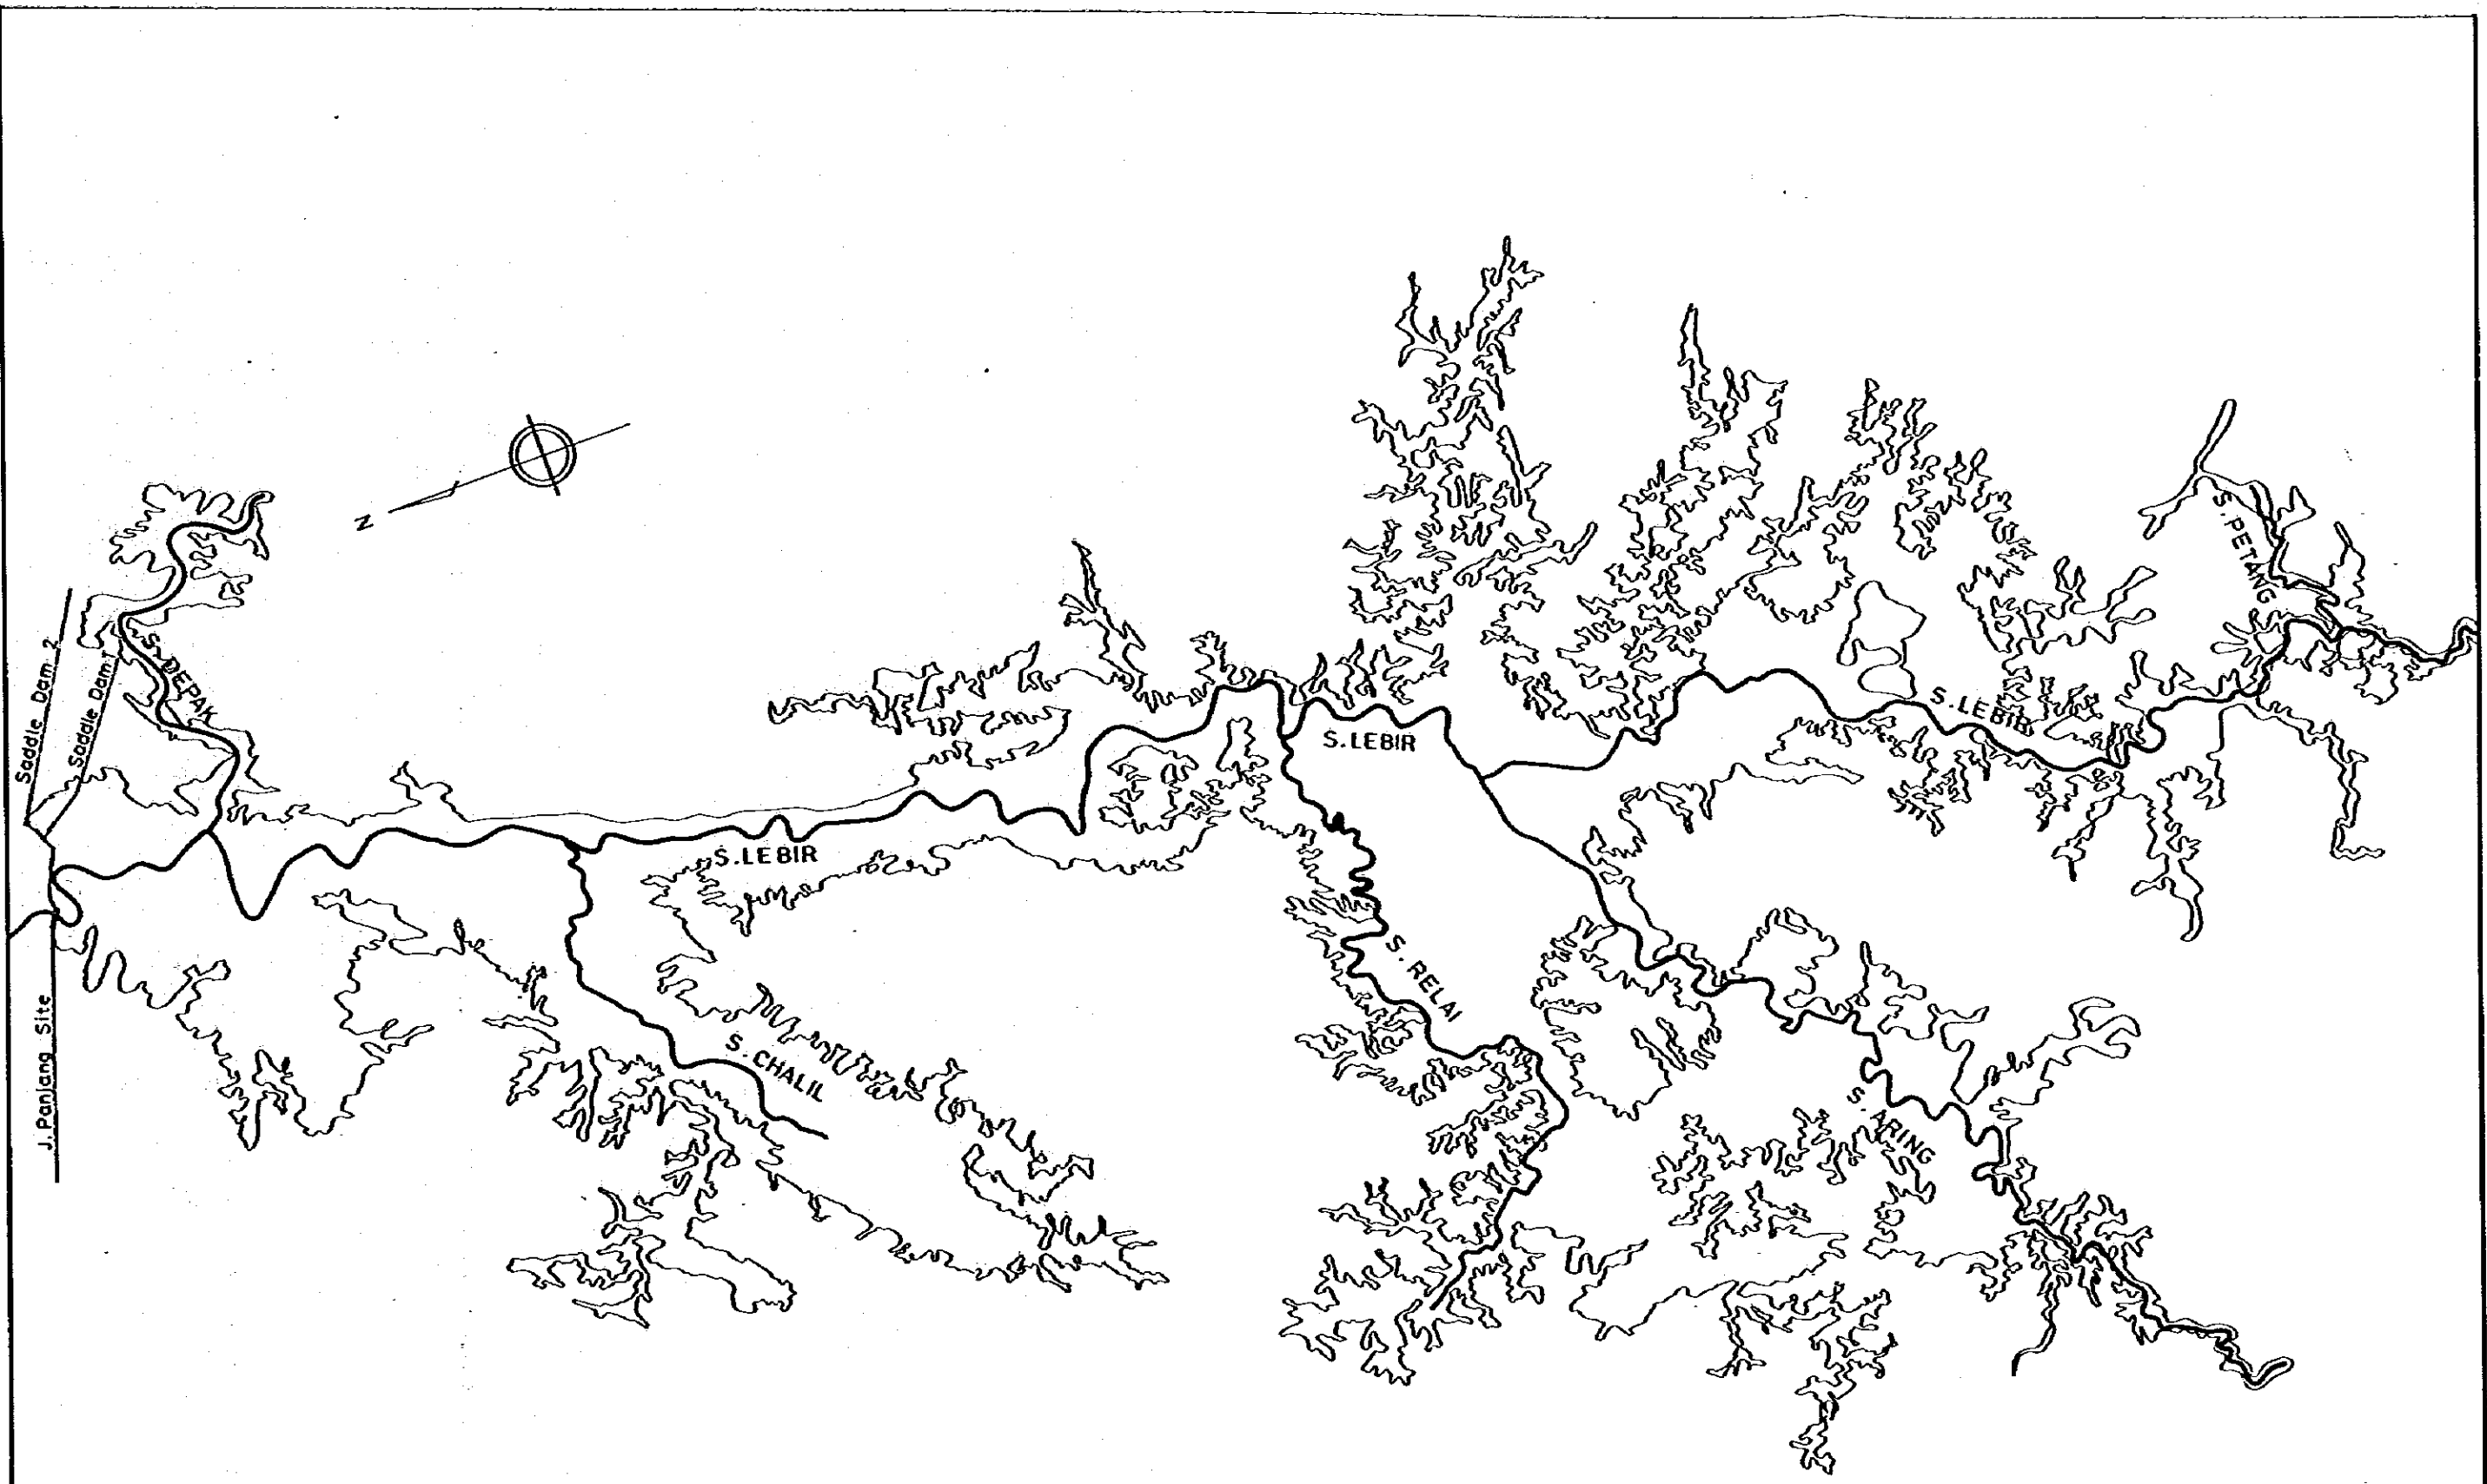 N
S. PETANG
Saddle Dam 2
Saddle Dam 1
S. DEPAK
S. LEBIR
S. LEBIR
S. LEBIR
S. RELAI
J. Panjang Site
S. CHALIL
S. ARING